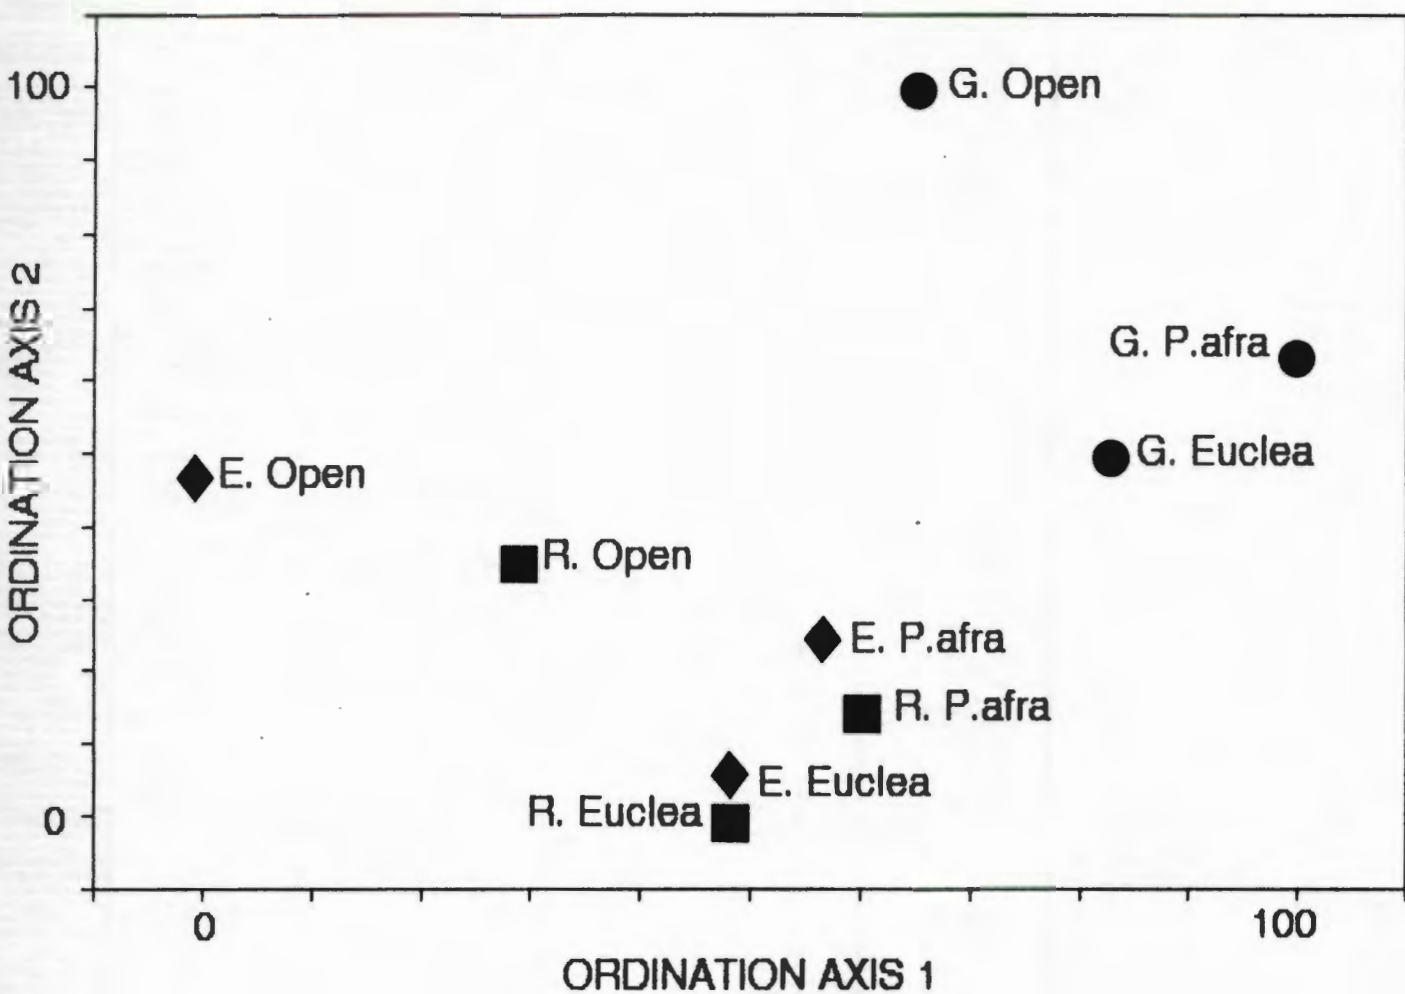 100
G. Open
G. P.afra
G. Euclea
E. Open
R. Open
E. P.afra
R. P.afra
E. Euclea
R. Euclea
0
0
100
ORDINATION AXIS 1
ORDINATION AXIS 2